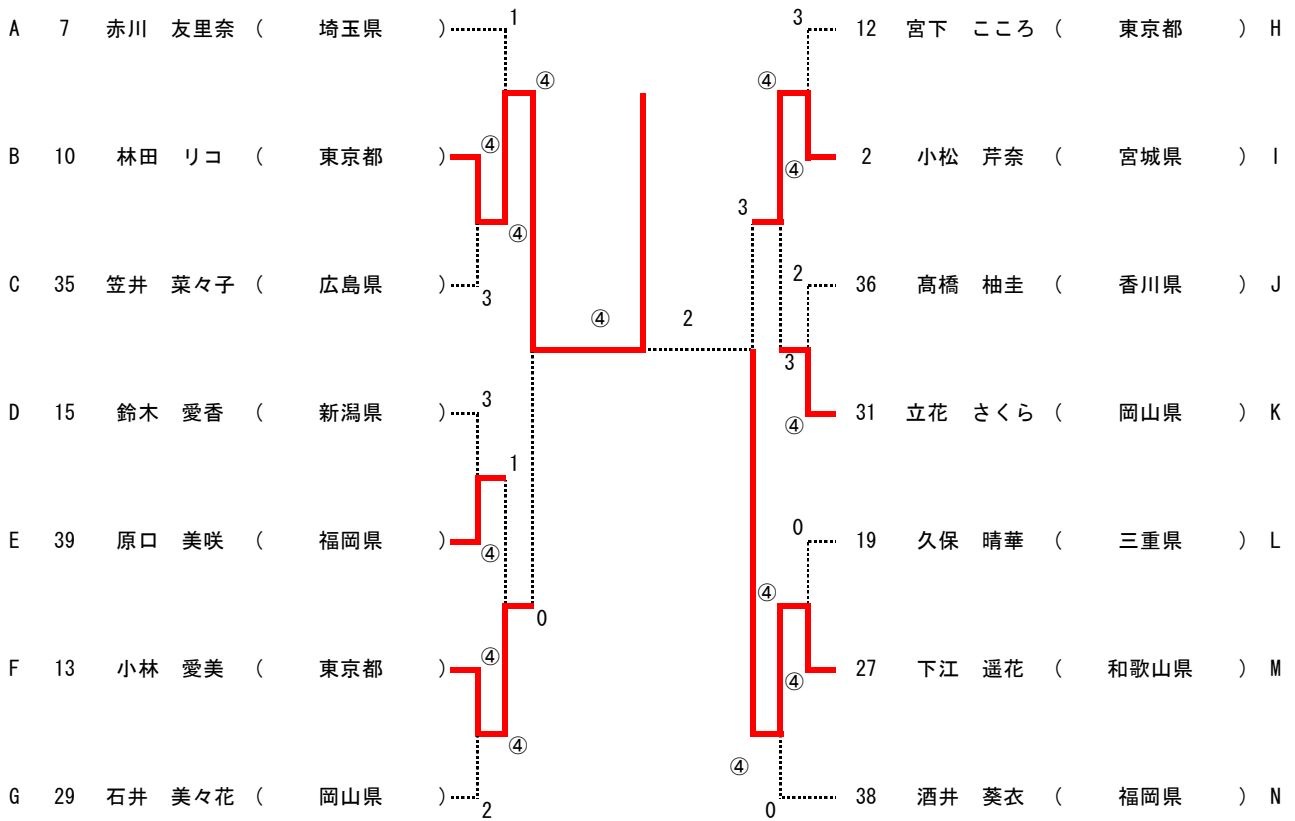 1 3
A 7 赤川 友里奈 ( 埼玉県 ) 12 宮下 こころ ( 東京都 ) H
④ ④
B 10 林田 リコ ( 東京都 ) ④ ④ 2 小松 芹奈 ( 宮城県 ) I
④ 3
C 35 笠井 菜々子 ( 広島県 ) 3 2 36 髙橋 柚圭 ( 香川県 ) J
④ 2
3
D 15 鈴木 愛香 ( 新潟県 ) 3 ④ 31 立花 さくら ( 岡山県 ) K
1
E 39 原口 美咲 ( 福岡県 ) ④ 0 19 久保 晴華 ( 三重県 ) L
0 ④
F 13 小林 愛美 ( 東京都 ) ④ ④ 27 下江 遥花 ( 和歌山県 ) M
④ ④
G 29 石井 美々花 ( 岡山県 ) 2 0 38 酒井 葵衣 ( 福岡県 ) N